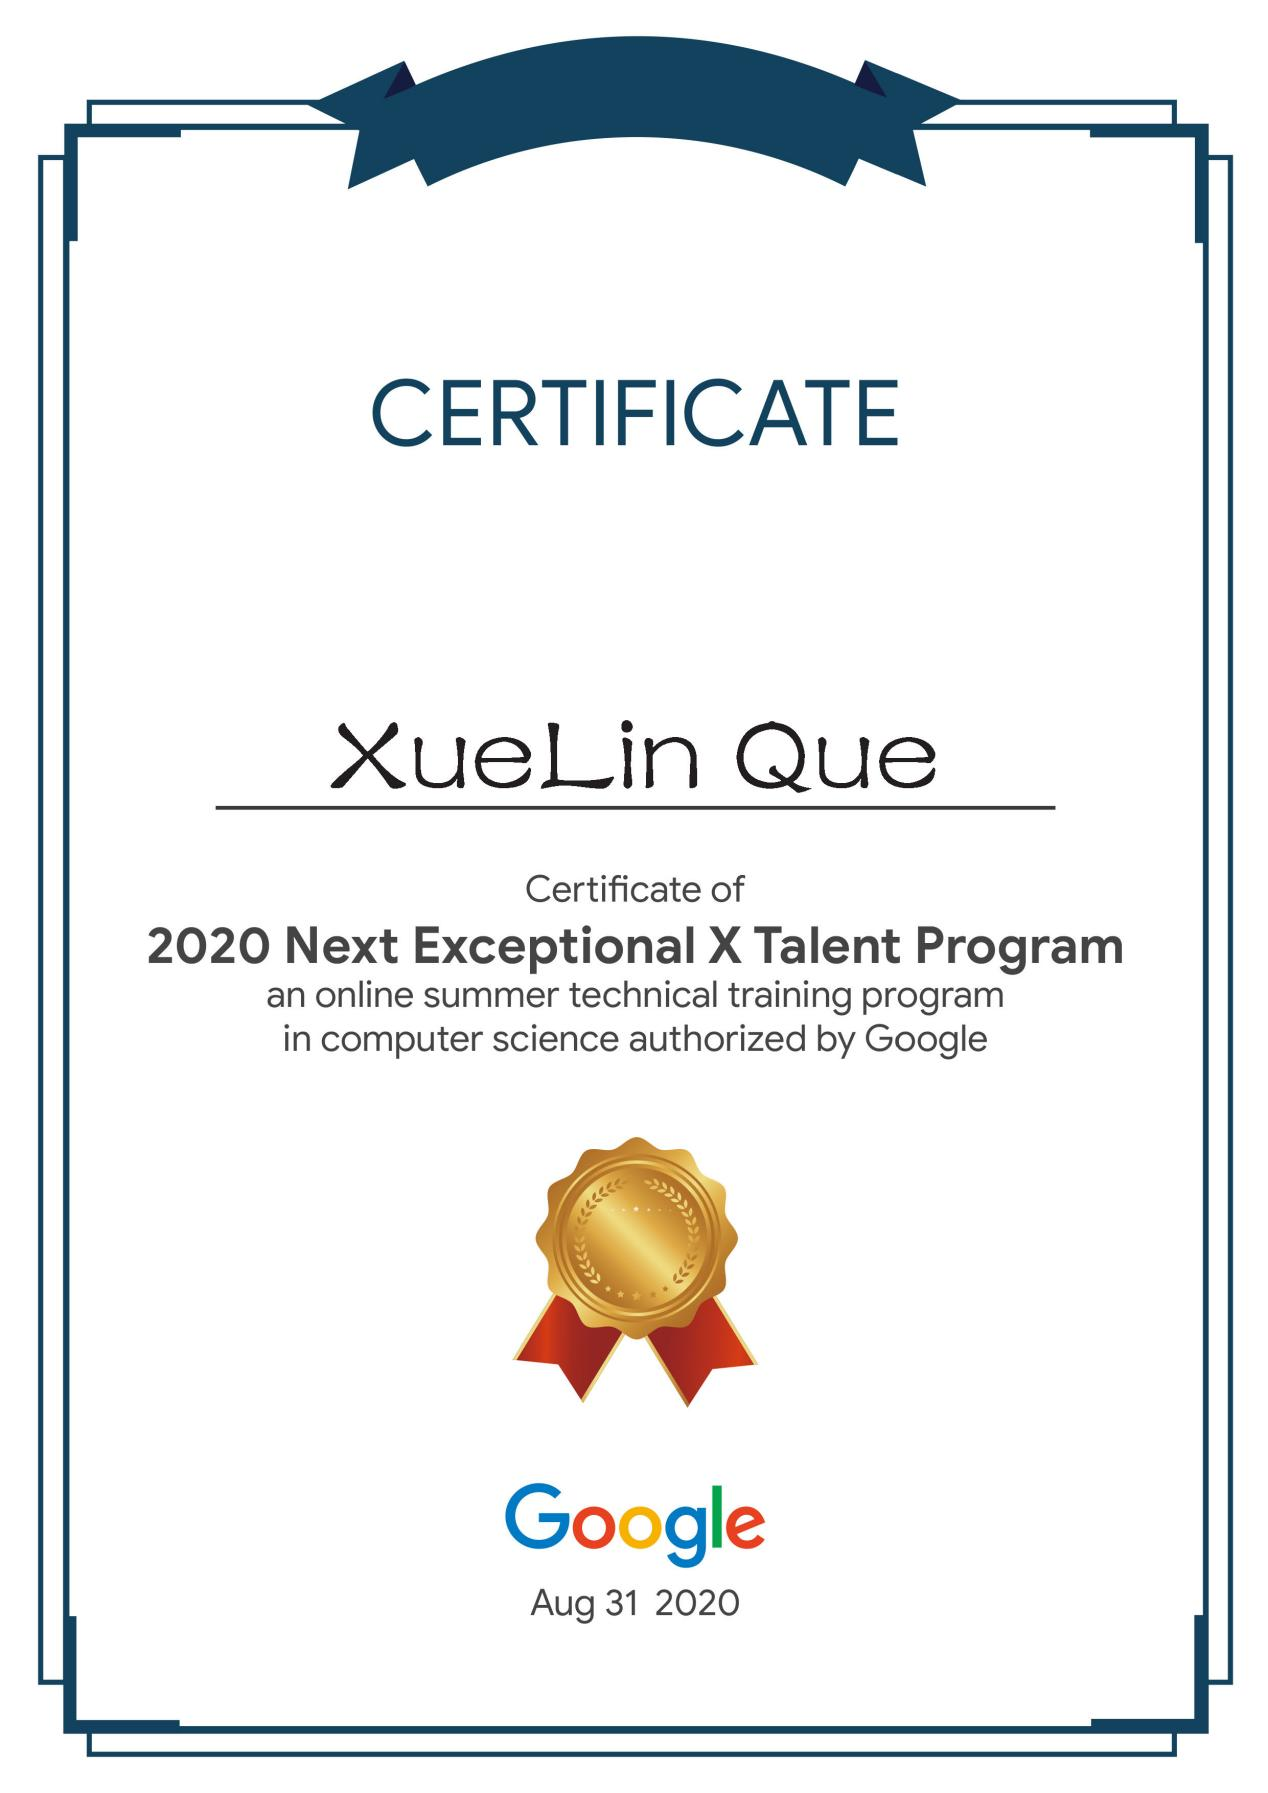 CERTIFICATE
XueLin Que
Certificate of
2020 Next Exceptional X Talent Program
an online summer technical training program
in computer science authorized by Google
Google
Aug 31 2020